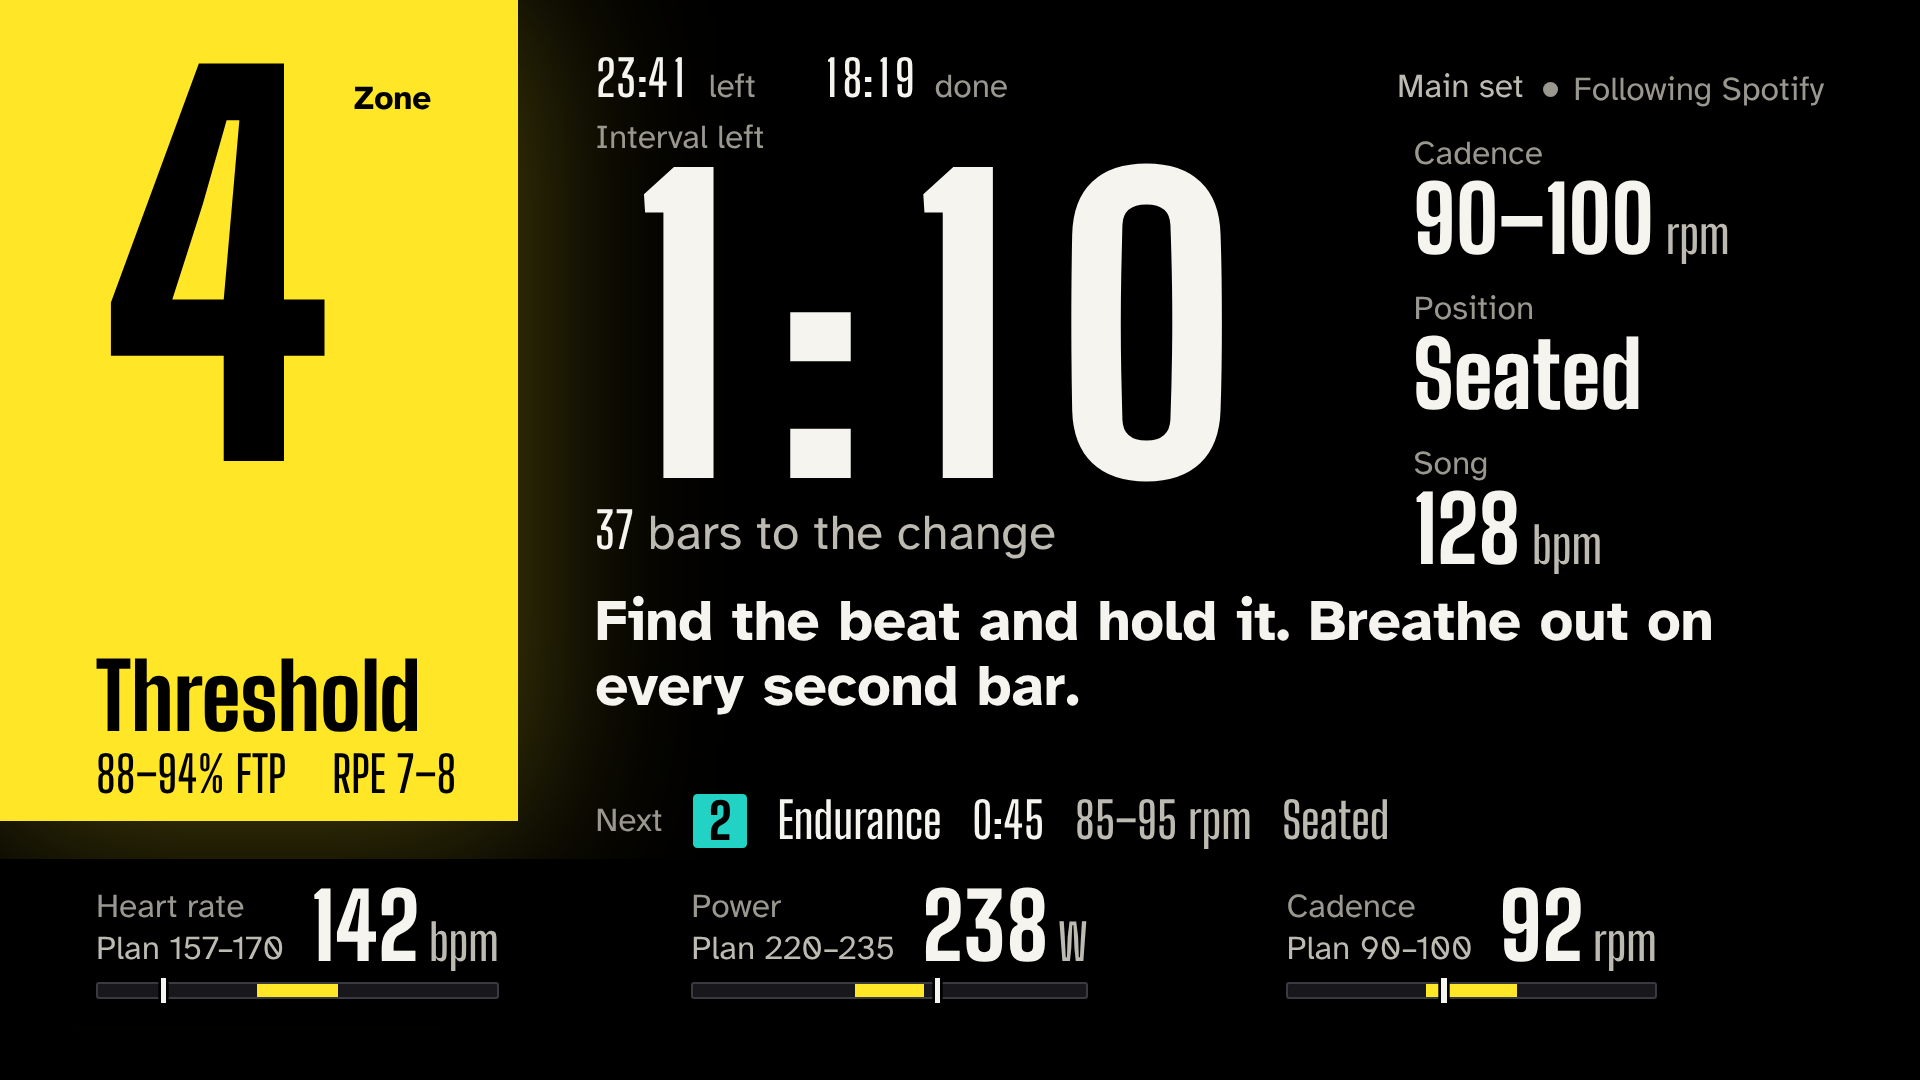 4 Zone
Threshold
88–94% FTP RPE 7–8
23:41 left 18:19 done
Main set • Following Spotify
Interval left
1:10
37 bars to the change
Cadence
90–100 rpm
Position
Seated
Song
128 bpm
Find the beat and hold it. Breathe out on
every second bar.
Next 2 Endurance 0:45 85–95 rpm Seated
Heart rate
Plan 157–170
142 bpm
Power
Plan 220–235
238 W
Cadence
Plan 90–100
92 rpm